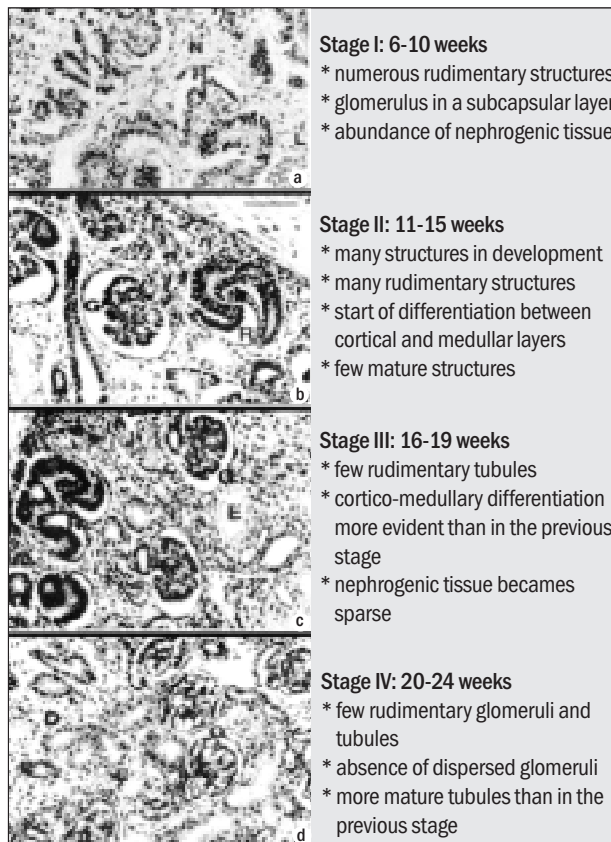 Stage I: 6-10 weeks
* numerous rudimentary structures
* glomerulus in a subcapsular layer
* abundance of nephrogenic tissue
N
L
a
Stage II: 11-15 weeks
* many structures in development
* many rudimentary structures
* start of differentiation between
cortical and medullar layers
* few mature structures
G
R
b
Stage III: 16-19 weeks
* few rudimentary tubules
* cortico-medullary differentiation
more evident than in the previous
stage
* nephrogenic tissue becames
sparse
G
E
c
Stage IV: 20-24 weeks
* few rudimentary glomeruli and
tubules
* absence of dispersed glomeruli
* more mature tubules than in the
previous stage
D
G
d